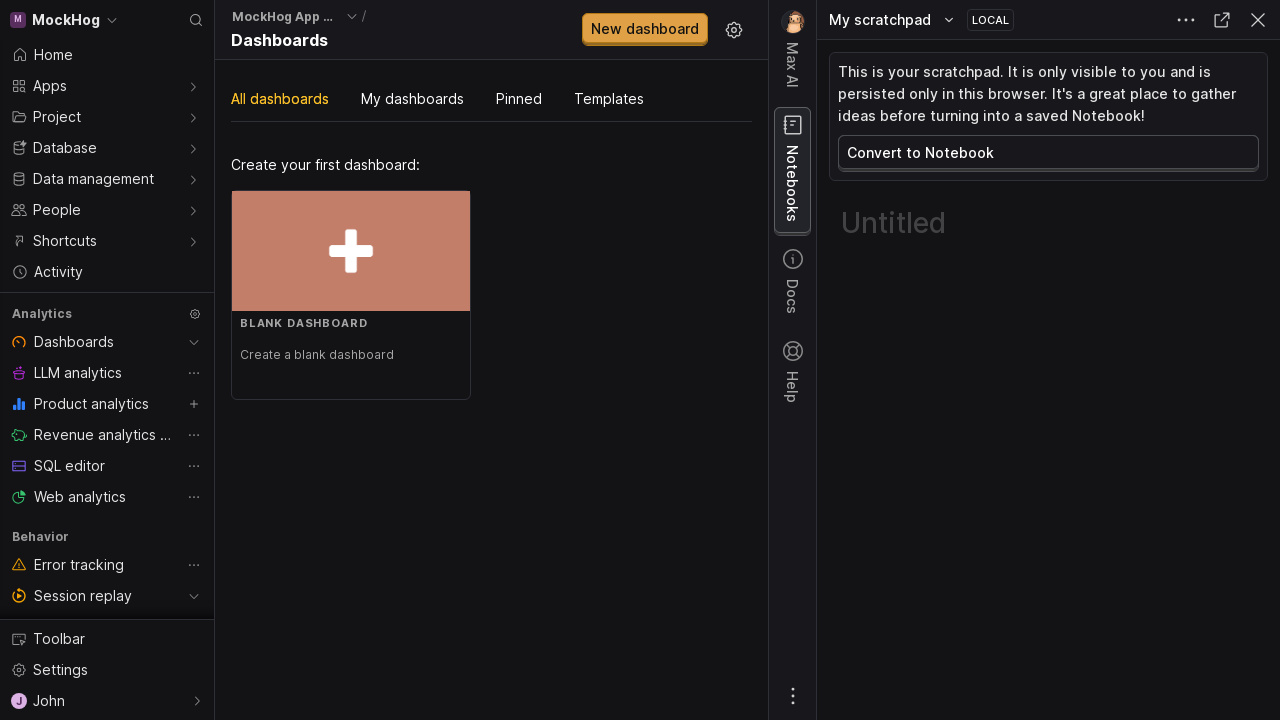 M MockHog
Home
Apps
Project
Database
Data management
People
Shortcuts
Activity
Analytics
Dashboards
LLM analytics
Product analytics
Revenue analytics ...
SQL editor
Web analytics
Behavior
Error tracking
Session replay
Toolbar
Settings
J John
MockHog App ... /
Dashboards
New dashboard
All dashboards
My dashboards
Pinned
Templates
Create your first dashboard:
BLANK DASHBOARD
Create a blank dashboard
Max AI
Notebooks
Docs
Help
My scratchpad
LOCAL
This is your scratchpad. It is only visible to you and is
persisted only in this browser. It's a great place to gather
ideas before turning into a saved Notebook!
Convert to Notebook
Untitled